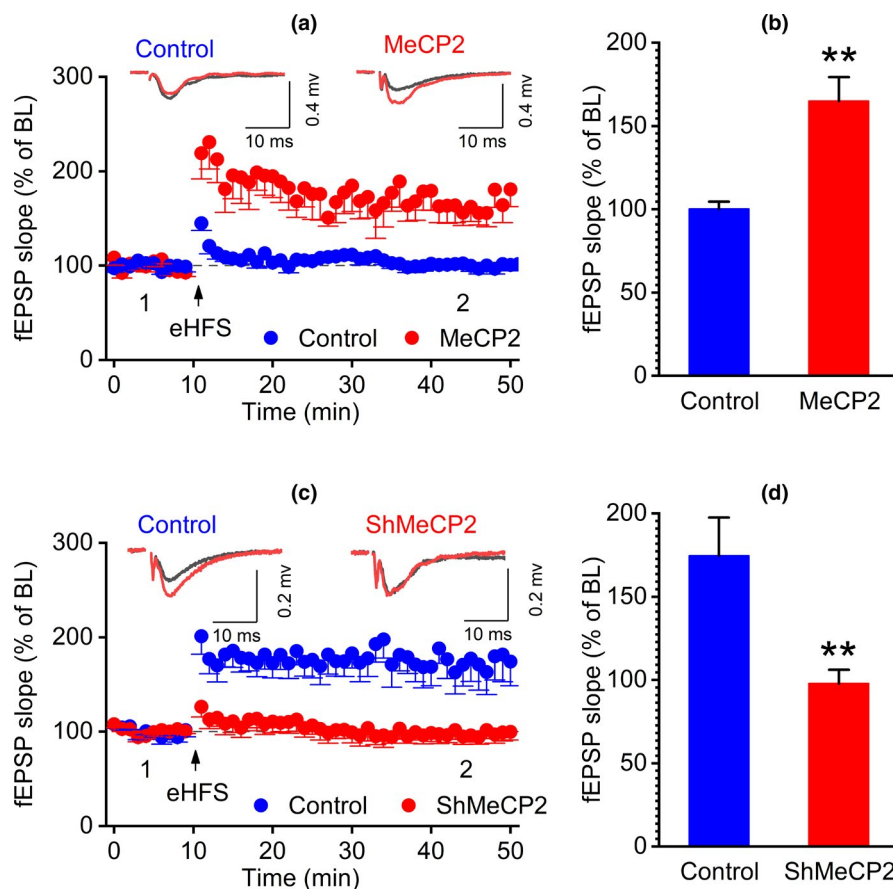 (a)
Control
MeCP2
300
200
100
0
fEPSP slope (% of BL)
0.4 mv
10 ms
0.4 mv
10 ms
1
eHFS
2
Control
MeCP2
0
10
20
30
40
50
Time (min)
(b)
200
150
100
50
0
fEPSP slope (% of BL)
**
Control
MeCP2
(c)
Control
ShMeCP2
300
200
100
0
fEPSP slope (% of BL)
0.2 mv
10 ms
0.2 mv
10 ms
1
eHFS
2
Control
ShMeCP2
0
10
20
30
40
50
Time (min)
(d)
200
150
100
50
0
fEPSP slope (% of BL)
**
Control
ShMeCP2